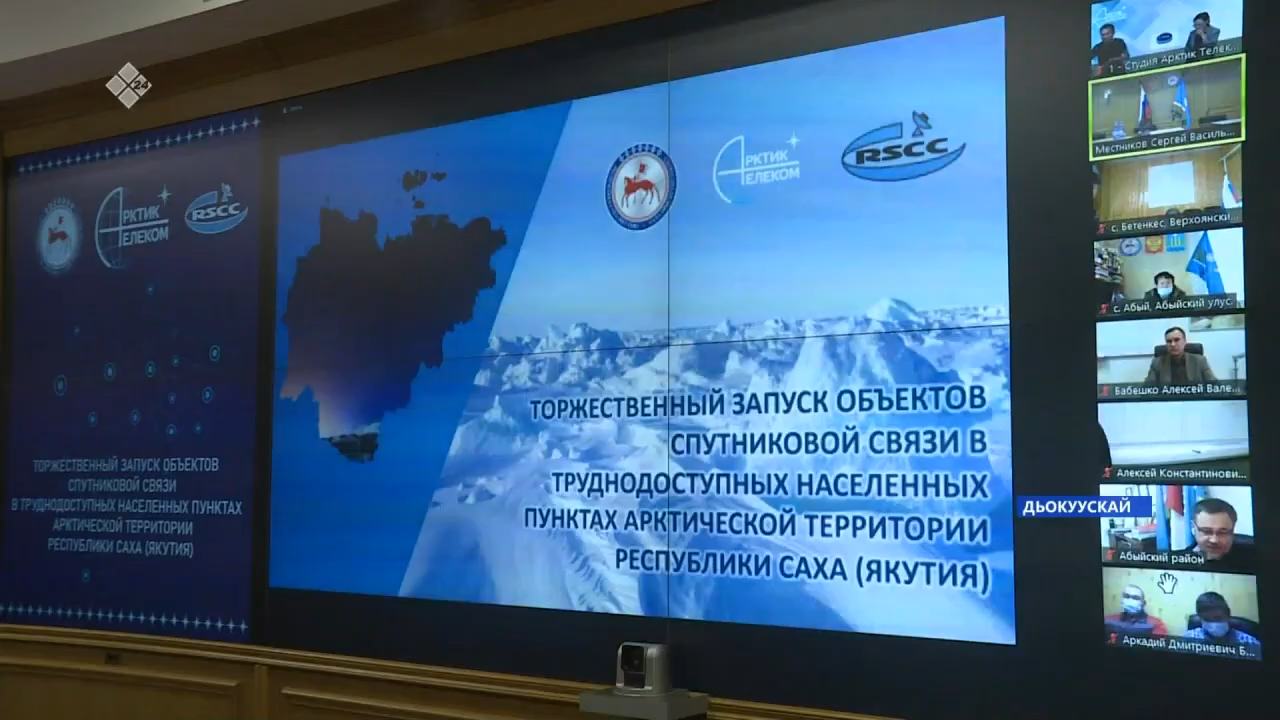 24
АРКТИК
ТЕЛЕКОМ
RSCC
ТОРЖЕСТВЕННЫЙ ЗАПУСК ОБЪЕКТОВ
СПУТНИКОВОЙ СВЯЗИ
В ТРУДНОДОСТУПНЫХ НАСЕЛЕННЫХ ПУНКТАХ
АРКТИЧЕСКОЙ ТЕРРИТОРИИ
РЕСПУБЛИКИ САХА (ЯКУТИЯ)
АРКТИК
ТЕЛЕКОМ
RSCC
ТОРЖЕСТВЕННЫЙ ЗАПУСК ОБЪЕКТОВ
СПУТНИКОВОЙ СВЯЗИ В
ТРУДНОДОСТУПНЫХ НАСЕЛЕННЫХ
ПУНКТАХ АРКТИЧЕСКОЙ ТЕРРИТОРИИ
РЕСПУБЛИКИ САХА (ЯКУТИЯ)
1 - Студия Арктик Телек...
Местников Сергей Василь...
с. Бетенкес, Верхоянски...
с. Абый, Абыйский улус
Бабешко Алексей Вале...
Алексей Константинови...
ДЬОКУУСКАЙ
Абыйский район
Аркадий Дмитриевич Б...